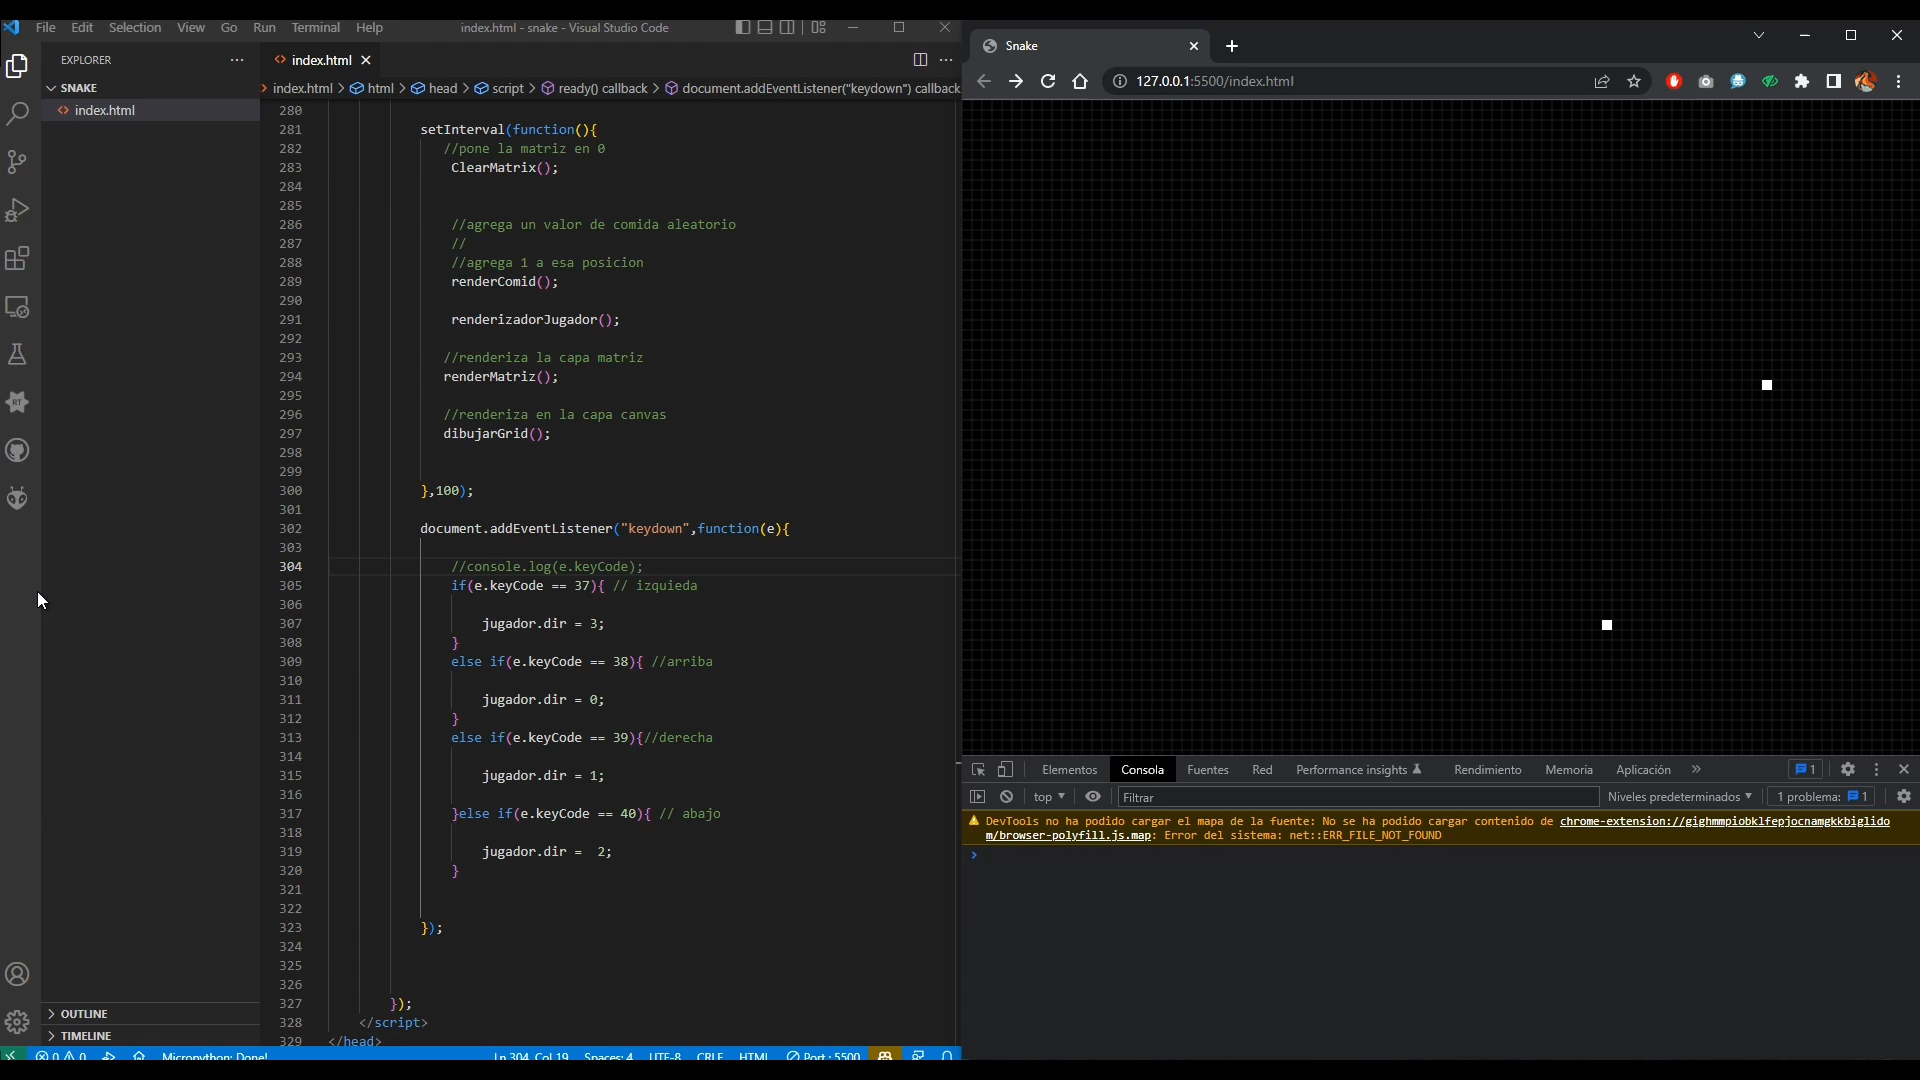 File Edit Selection View Go Run Terminal Help
index.html - snake - Visual Studio Code
EXPLORER
SNAKE
index.html
OUTLINE
TIMELINE
index.html
index.html > html > head > script > ready() callback > document.addEventListener("keydown") callback
280
281 setInterval(function(){
282 //pone la matriz en 0
283 ClearMatrix();
284
285
286 //agrega un valor de comida aleatorio
287 //
288 //agrega 1 a esa posicion
289 renderComid();
290
291 renderizadorJugador();
292
293 //renderiza la capa matriz
294 renderMatriz();
295
296 //renderiza en la capa canvas
297 dibujarGrid();
298
299
300 },100);
301
302 document.addEventListener("keydown",function(e){
303
304 //console.log(e.keyCode);
305 if(e.keyCode == 37){ // izquieda
306
307 jugador.dir = 3;
308 }
309 else if(e.keyCode == 38){ //arriba
310
311 jugador.dir = 0;
312 }
313 else if(e.keyCode == 39){//derecha
314
315 jugador.dir = 1;
316
317 }else if(e.keyCode == 40){ // abajo
318
319 jugador.dir =  2;
320 }
321
322
323 });
324
325
326
327 });
328 </script>
329 </head>
0 0 Micropython: Done! Ln 304, Col 19 Spaces: 4 UTF-8 CRLF HTML Port : 5500
Snake
127.0.0.1:5500/index.html
Elementos Consola Fuentes Red Performance insights Rendimiento Memoria Aplicación » 1
top Filtrar Niveles predeterminados 1 problema: 1
DevTools no ha podido cargar el mapa de la fuente: No se ha podido cargar contenido de chrome-extension://gighmmpiobklfepjocnamgkkbiglido
m/browser-polyfill.js.map: Error del sistema: net::ERR_FILE_NOT_FOUND